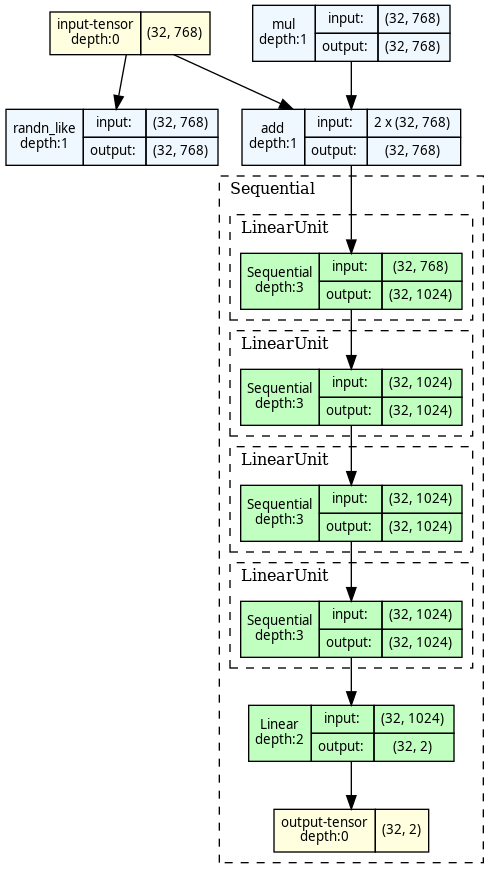 input-tensor
depth:0
(32, 768)
mul
depth:1
input:
(32, 768)
output:
(32, 768)
randn_like
depth:1
input:
(32, 768)
output:
(32, 768)
add
depth:1
input:
2 x (32, 768)
output:
(32, 768)
Sequential
LinearUnit
Sequential
depth:3
input:
(32, 768)
output:
(32, 1024)
LinearUnit
Sequential
depth:3
input:
(32, 1024)
output:
(32, 1024)
LinearUnit
Sequential
depth:3
input:
(32, 1024)
output:
(32, 1024)
LinearUnit
Sequential
depth:3
input:
(32, 1024)
output:
(32, 1024)
Linear
depth:2
input:
(32, 1024)
output:
(32, 2)
output-tensor
depth:0
(32, 2)